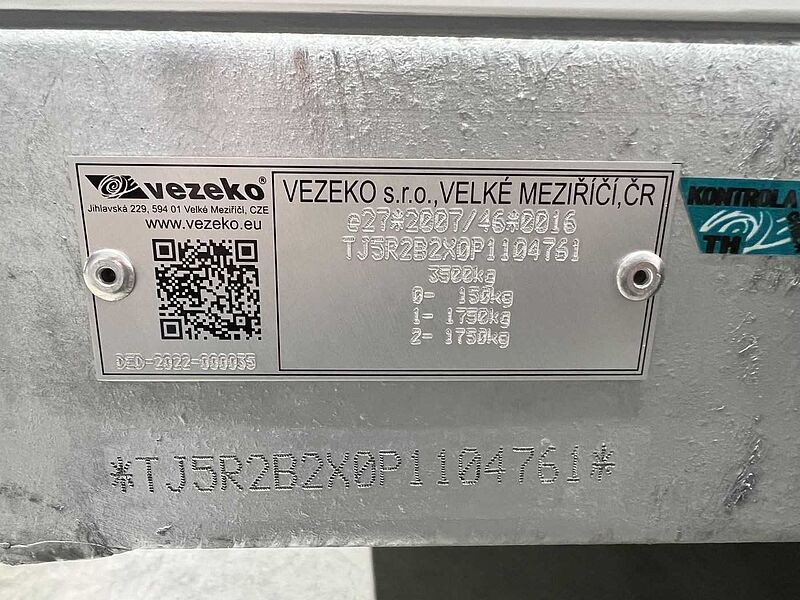 vezeko®
Jihlavská 229, 594 01 Velké Meziříčí, CZE
www.vezeko.eu
DED-2022-000035
VEZEKO s.r.o.,VELKÉ MEZIŘÍČÍ,ČR
e27*2007/46*0016
TJ5R2B2X0P1104761
3500kg
0- 150kg
1- 1750kg
2- 1750kg
KONTROLA
TH
*TJ5R2B2X0P1104761*